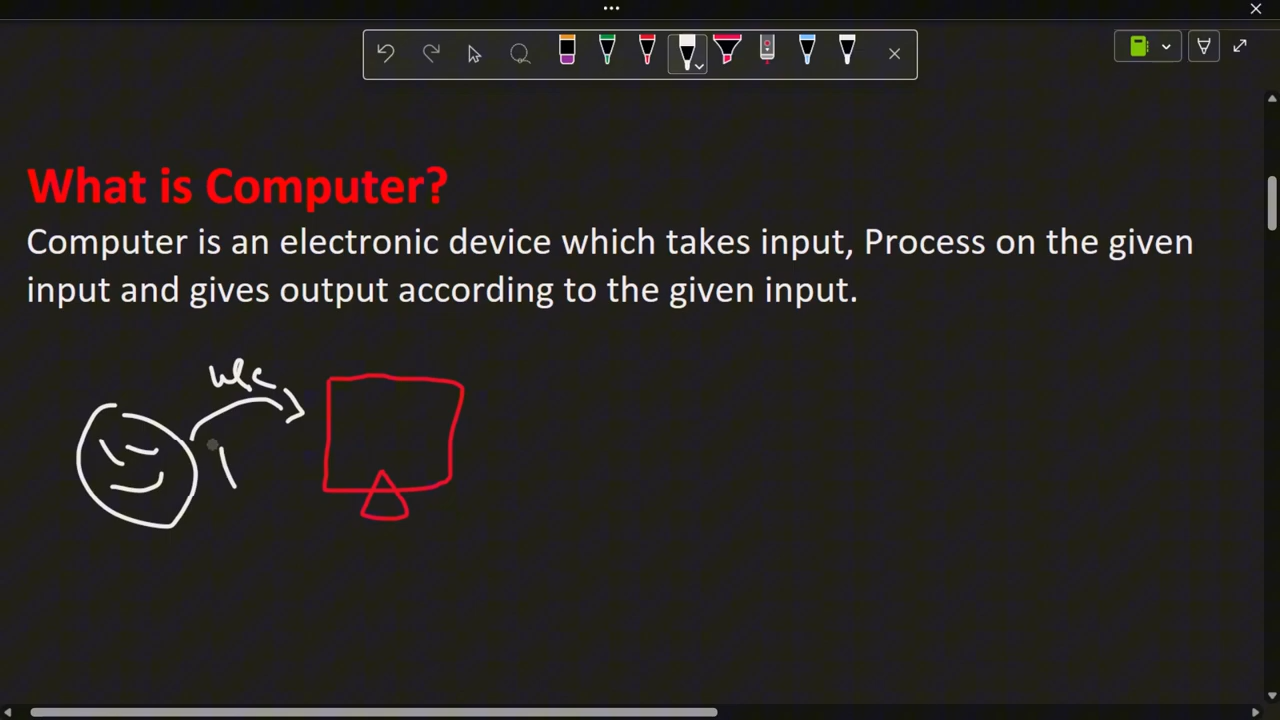 What is Computer?
Computer is an electronic device which takes input, Process on the given
input and gives output according to the given input.